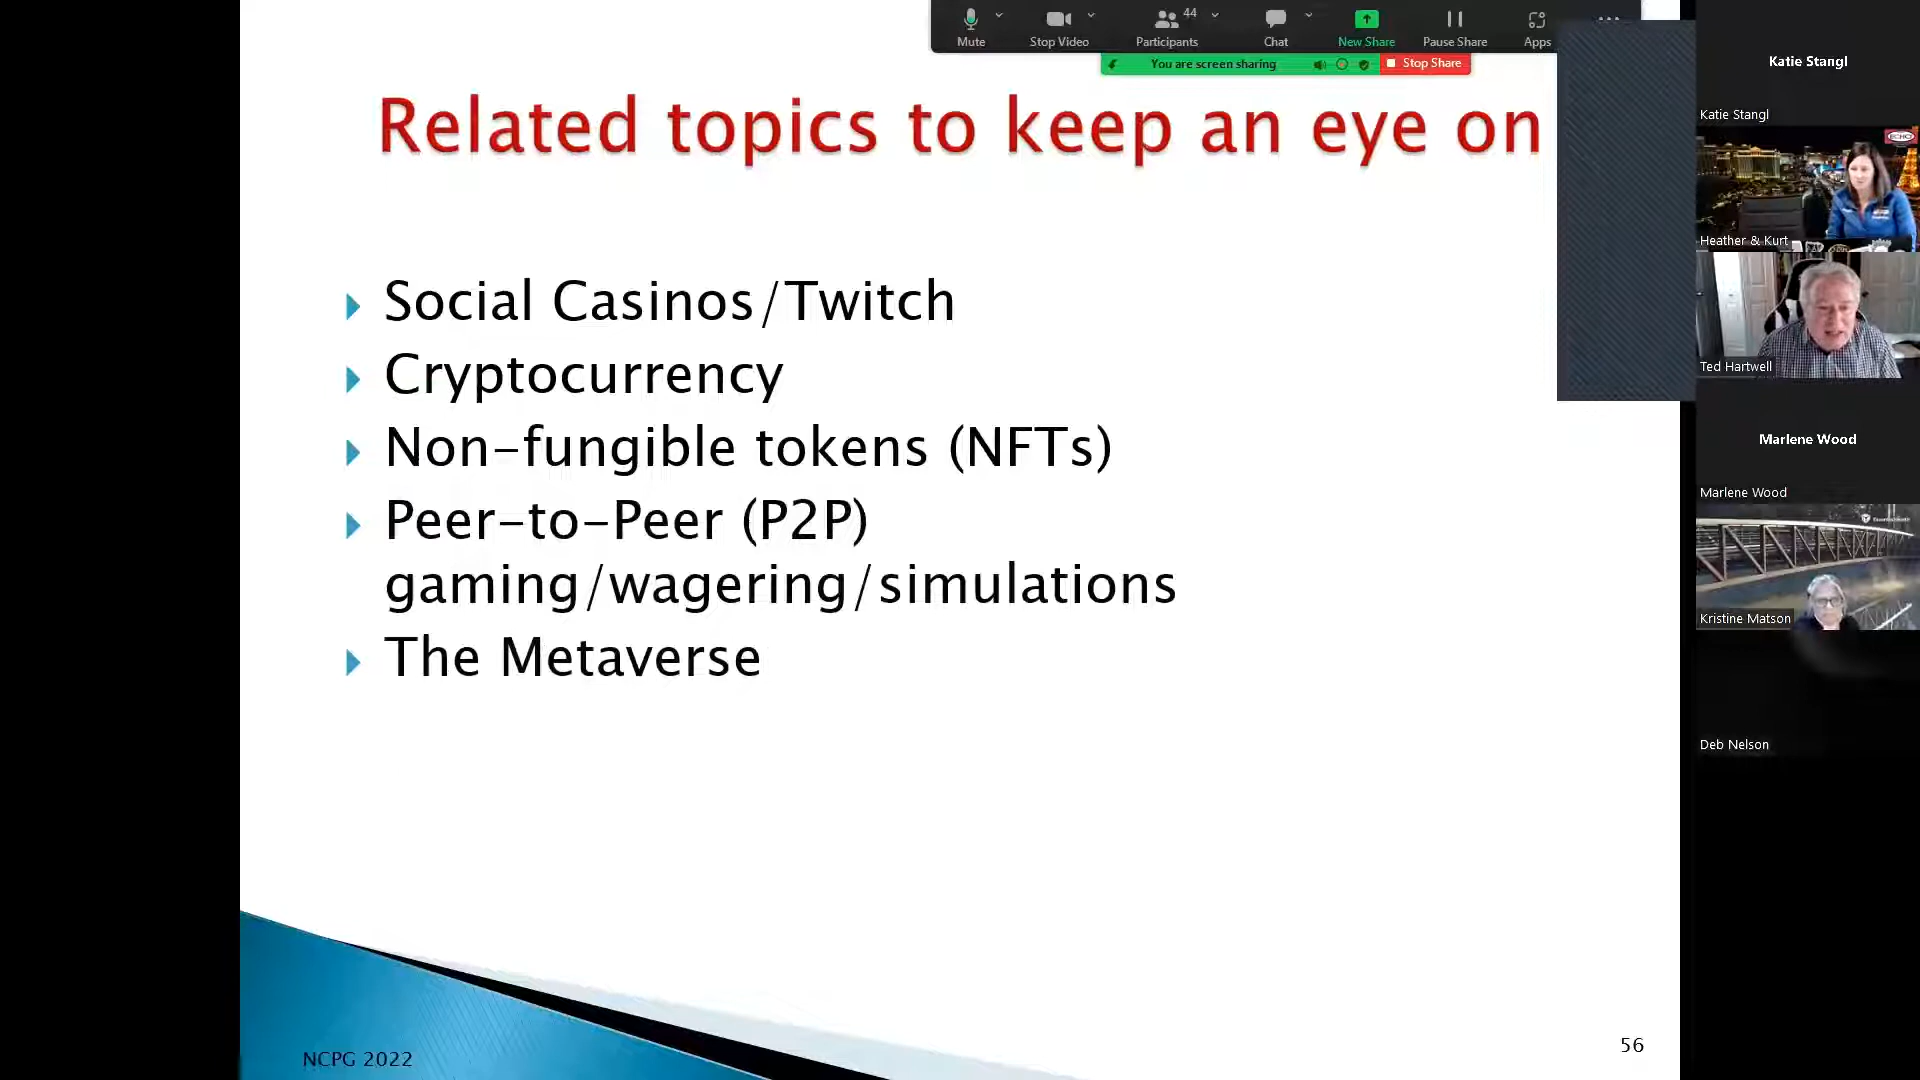 44
Mute
Stop Video
Participants
Chat
New Share
Pause Share
Apps
You are screen sharing
Stop Share
Related topics to keep an eye on
Social Casinos/Twitch
Cryptocurrency
Non-fungible tokens (NFTs)
Peer-to-Peer (P2P)
gaming/wagering/simulations
The Metaverse
NCPG 2022
56
Katie Stangl
Katie Stangl
ECHO
Heather & Kurt
Ted Hartwell
Marlene Wood
Marlene Wood
Kristine Matson
Deb Nelson